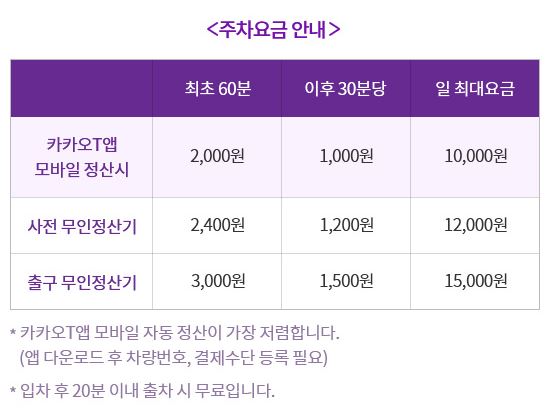 <주차요금 안내>
최초 60분 이후 30분당 일 최대요금
카카오T앱
모바일 정산시 2,000원 1,000원 10,000원
사전 무인정산기 2,400원 1,200원 12,000원
출구 무인정산기 3,000원 1,500원 15,000원
* 카카오T앱 모바일 자동 정산이 가장 저렴합니다.
(앱 다운로드 후 차량번호, 결제수단 등록 필요)
* 입차 후 20분 이내 출차 시 무료입니다.